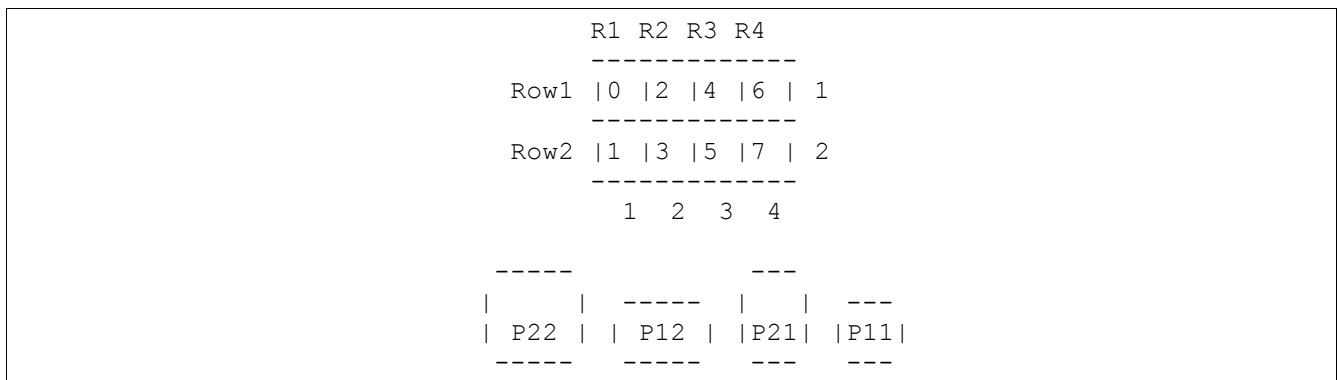 R1 R2 R3 R4
-------------
Row1 |0 |2 |4 |6 | 1
-------------
Row2 |1 |3 |5 |7 | 2
-------------
1 2 3 4
----- ---
| | ----- | | ---
| P22 | | P12 | |P21| |P11|
----- ----- --- ---